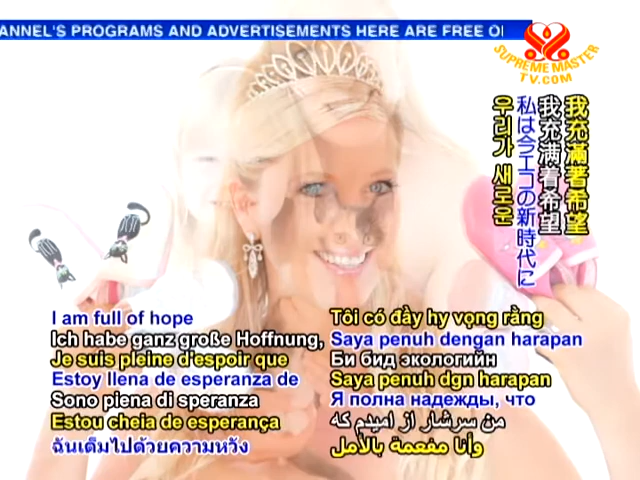 ANNEL'S PROGRAMS AND ADVERTISEMENTS HERE ARE FREE O
SUPREME MASTER
TV.COM
我充滿著希望
我充满着希望
私は今エコの新時代に
우리가 새로운
I am full of hope
Ich habe ganz große Hoffnung,
Je suis pleine d'espoir que
Estoy llena de esperanza de
Sono piena di speranza
Estou cheia de esperança
ฉันเต็มไปด้วยความหวัง
Tôi có đầy hy vọng rằng
Saya penuh dengan harapan
Би бид экологийн
Saya penuh dgn harapan
Я полна надежды, что
من سرشار از امیدم که
وأنا مفعمة بالأمل